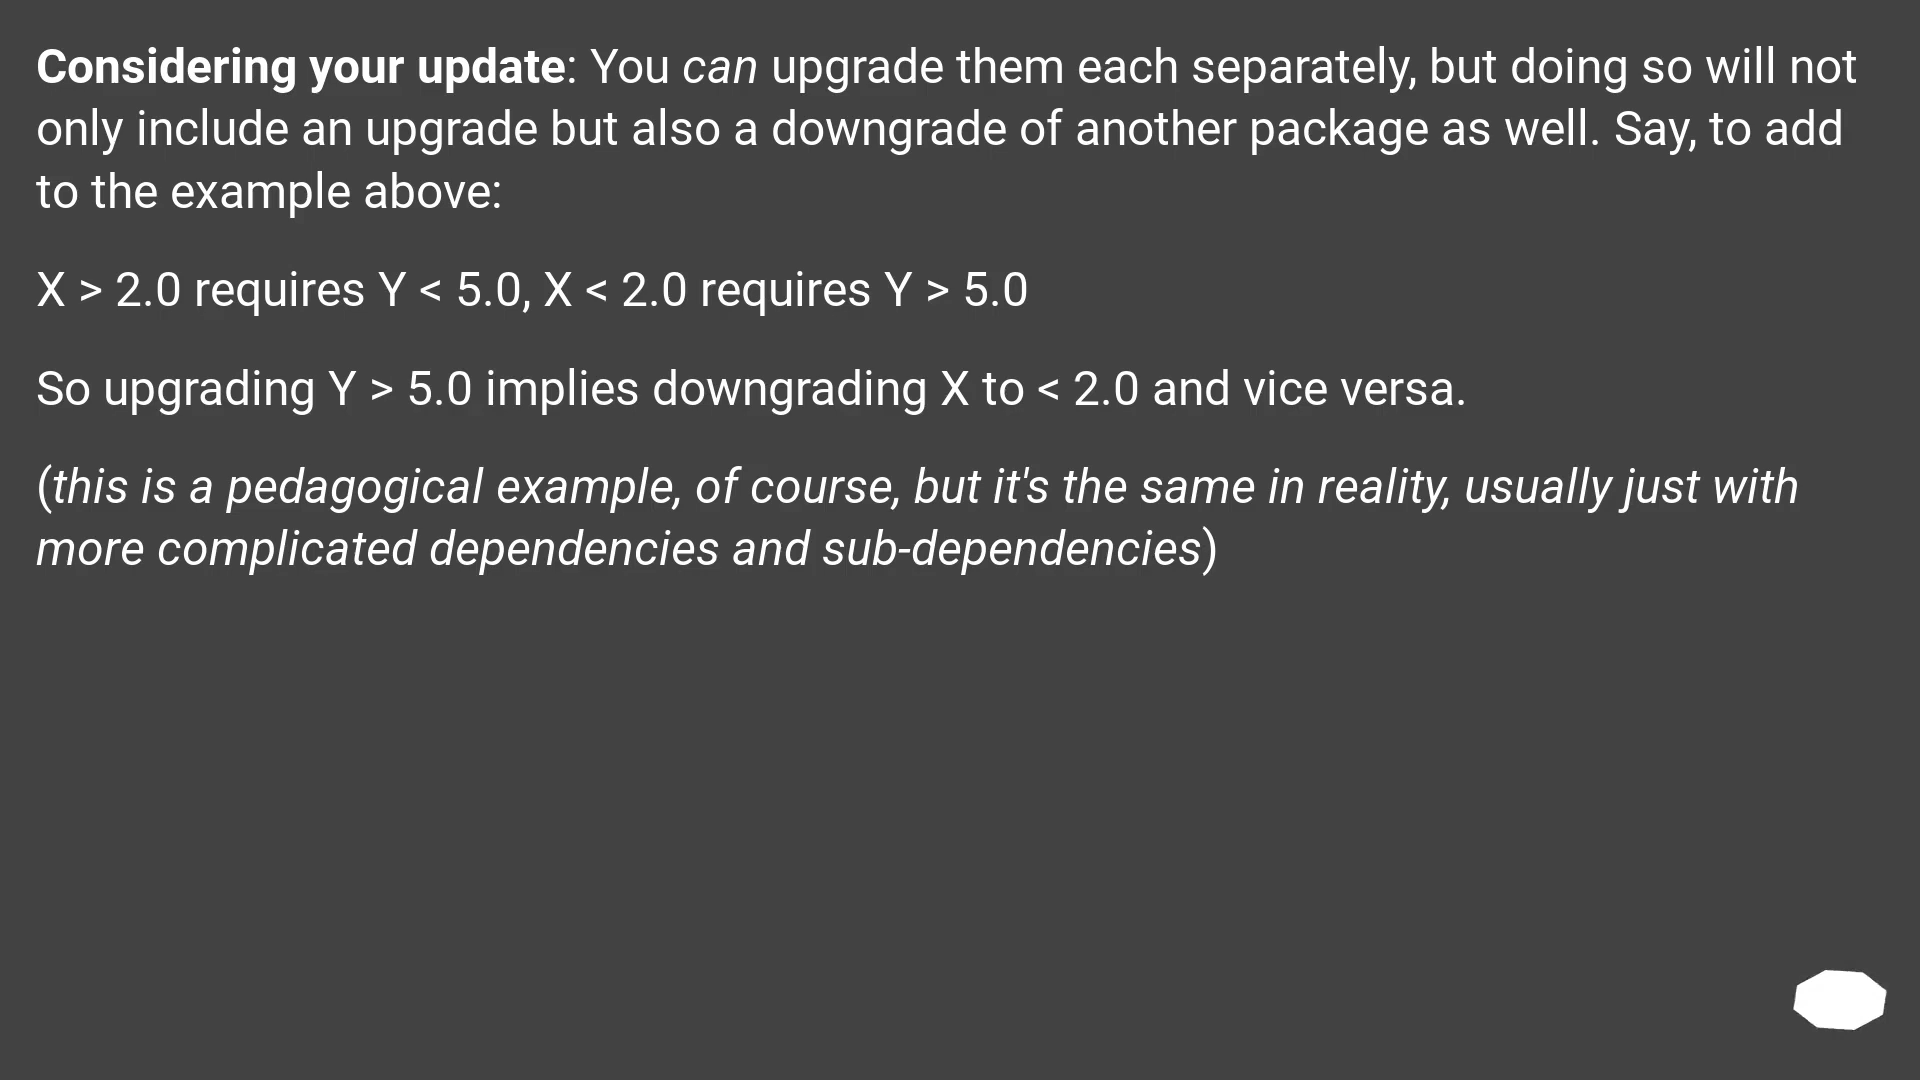 Considering your update: You can upgrade them each separately, but doing so will not
only include an upgrade but also a downgrade of another package as well. Say, to add
to the example above:
X > 2.0 requires Y < 5.0, X < 2.0 requires Y > 5.0
So upgrading Y > 5.0 implies downgrading X to < 2.0 and vice versa.
(this is a pedagogical example, of course, but it's the same in reality, usually just with
more complicated dependencies and sub-dependencies)